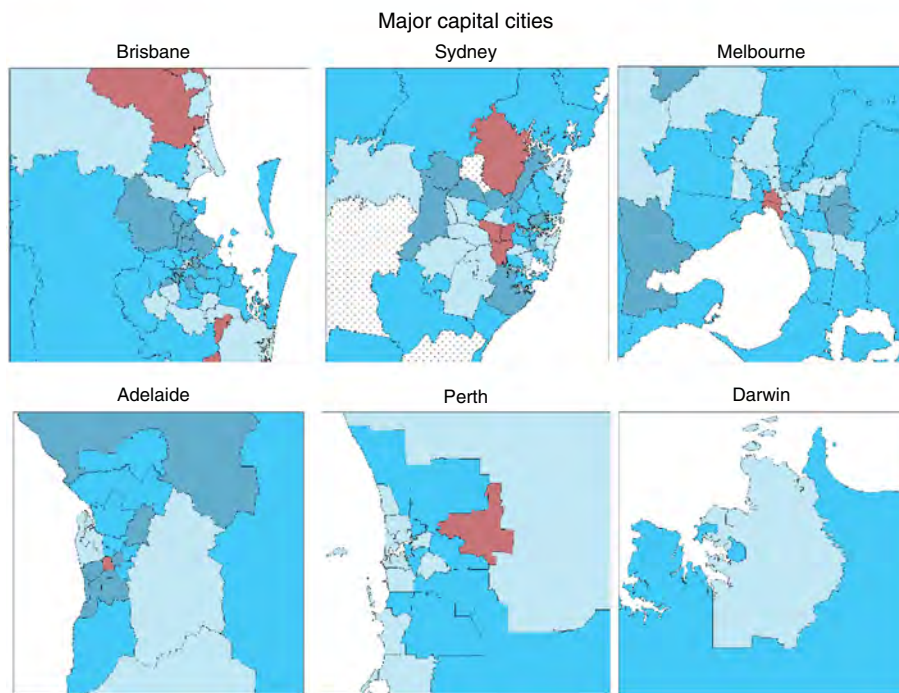 Major capital cities
Brisbane
Sydney
Melbourne
Adelaide
Perth
Darwin